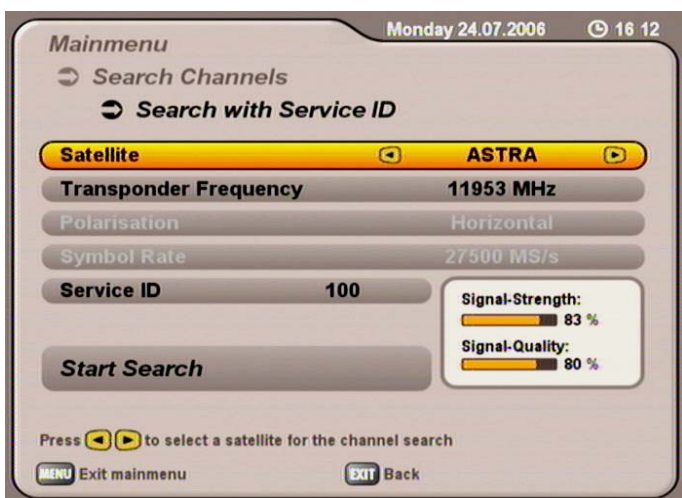 Monday 24.07.2006 16 12
Mainmenu
Search Channels
Search with Service ID
Satellite ASTRA
Transponder Frequency 11953 MHz
Polarisation Horizontal
Symbol Rate 27500 MS/s
Service ID 100
Signal-Strength:
83 %
Signal-Quality:
80 %
Start Search
Press to select a satellite for the channel search
MENU Exit mainmenu EXIT Back